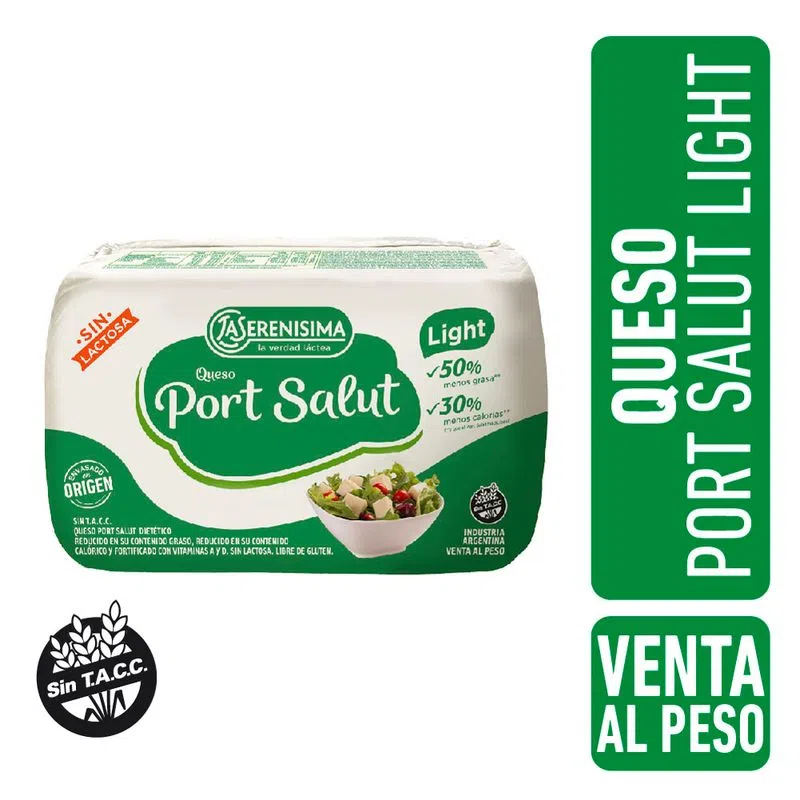 ·SIN·
LACTOSA
LASERENISIMA
la verdad láctea
Queso
Port Salut
Light
✓50%
menos grasa**
✓30%
menos calorías**
ENVASADO
en
ORIGEN
SIN T.A.C.C.
QUESO PORT SALUT DIETÉTICO
REDUCIDO EN SU CONTENIDO GRASO, REDUCIDO EN SU CONTENIDO
CALÓRICO Y FORTIFICADO CON VITAMINAS A Y D. SIN LACTOSA. LIBRE DE GLUTEN.
Sin T.A.C.C.
INDUSTRIA
ARGENTINA
VENTA AL PESO
Sin T.A.C.C.
QUESO
PORT SALUT LIGHT
VENTA
AL PESO